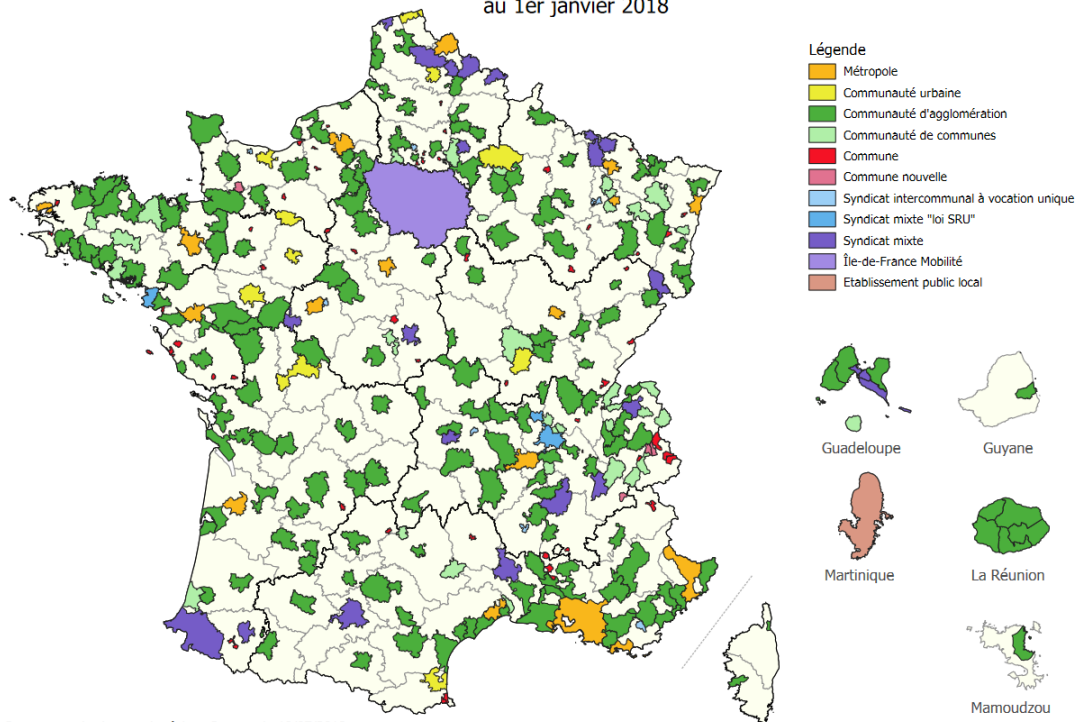 au 1er janvier 2018
Légende
Métropole
Communauté urbaine
Communauté d'agglomération
Communauté de communes
Commune
Commune nouvelle
Syndicat intercommunal à vocation unique
Syndicat mixte "loi SRU"
Syndicat mixte
Île-de-France Mobilité
Etablissement public local
Guadeloupe
Guyane
Martinique
La Réunion
Mamoudzou